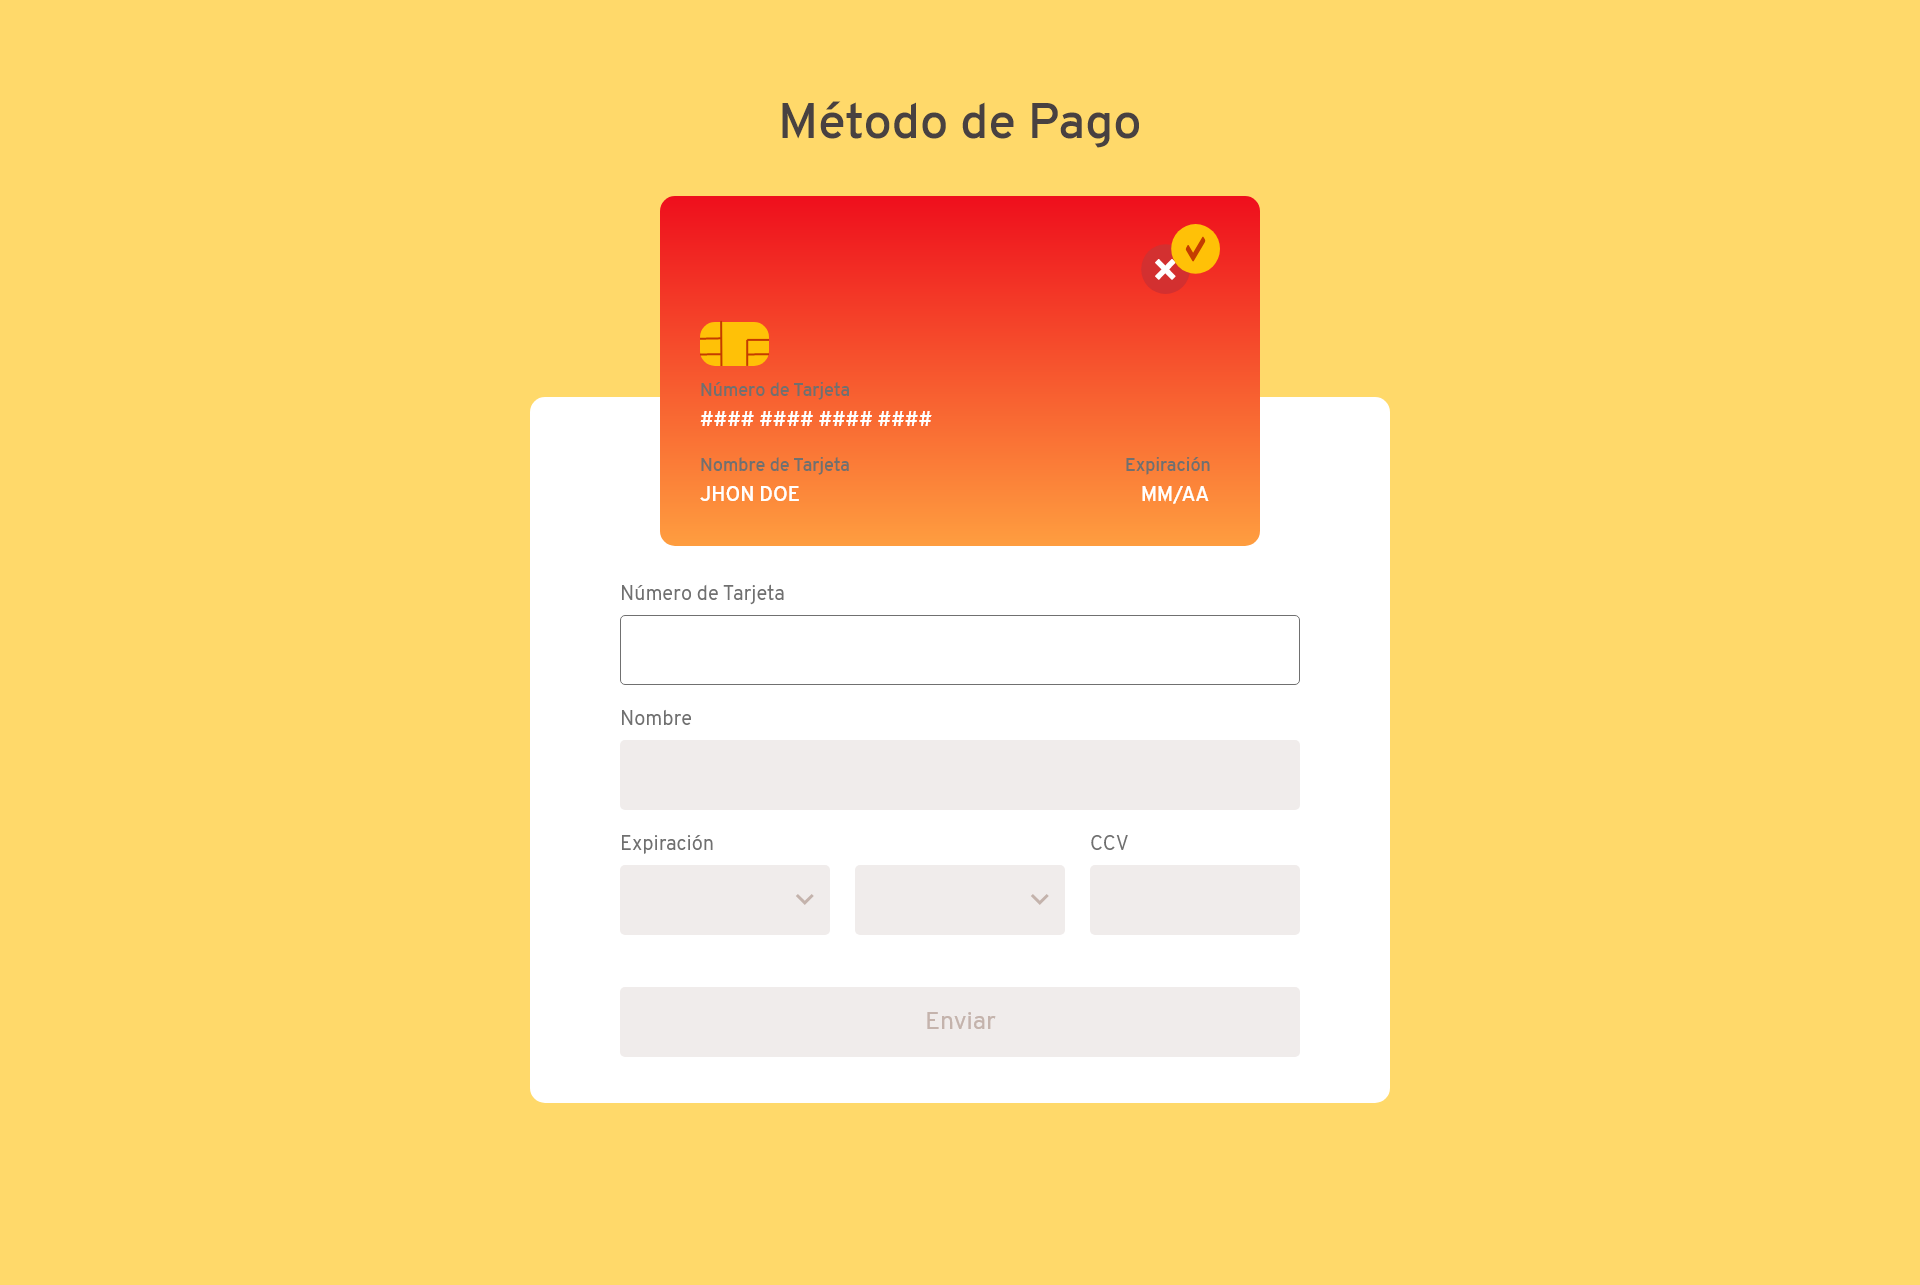 Método de Pago
Número de Tarjeta
#### #### #### ####
Nombre de Tarjeta Expiración
JHON DOE MM/AA
Número de Tarjeta
Nombre
Expiración CCV
Enviar